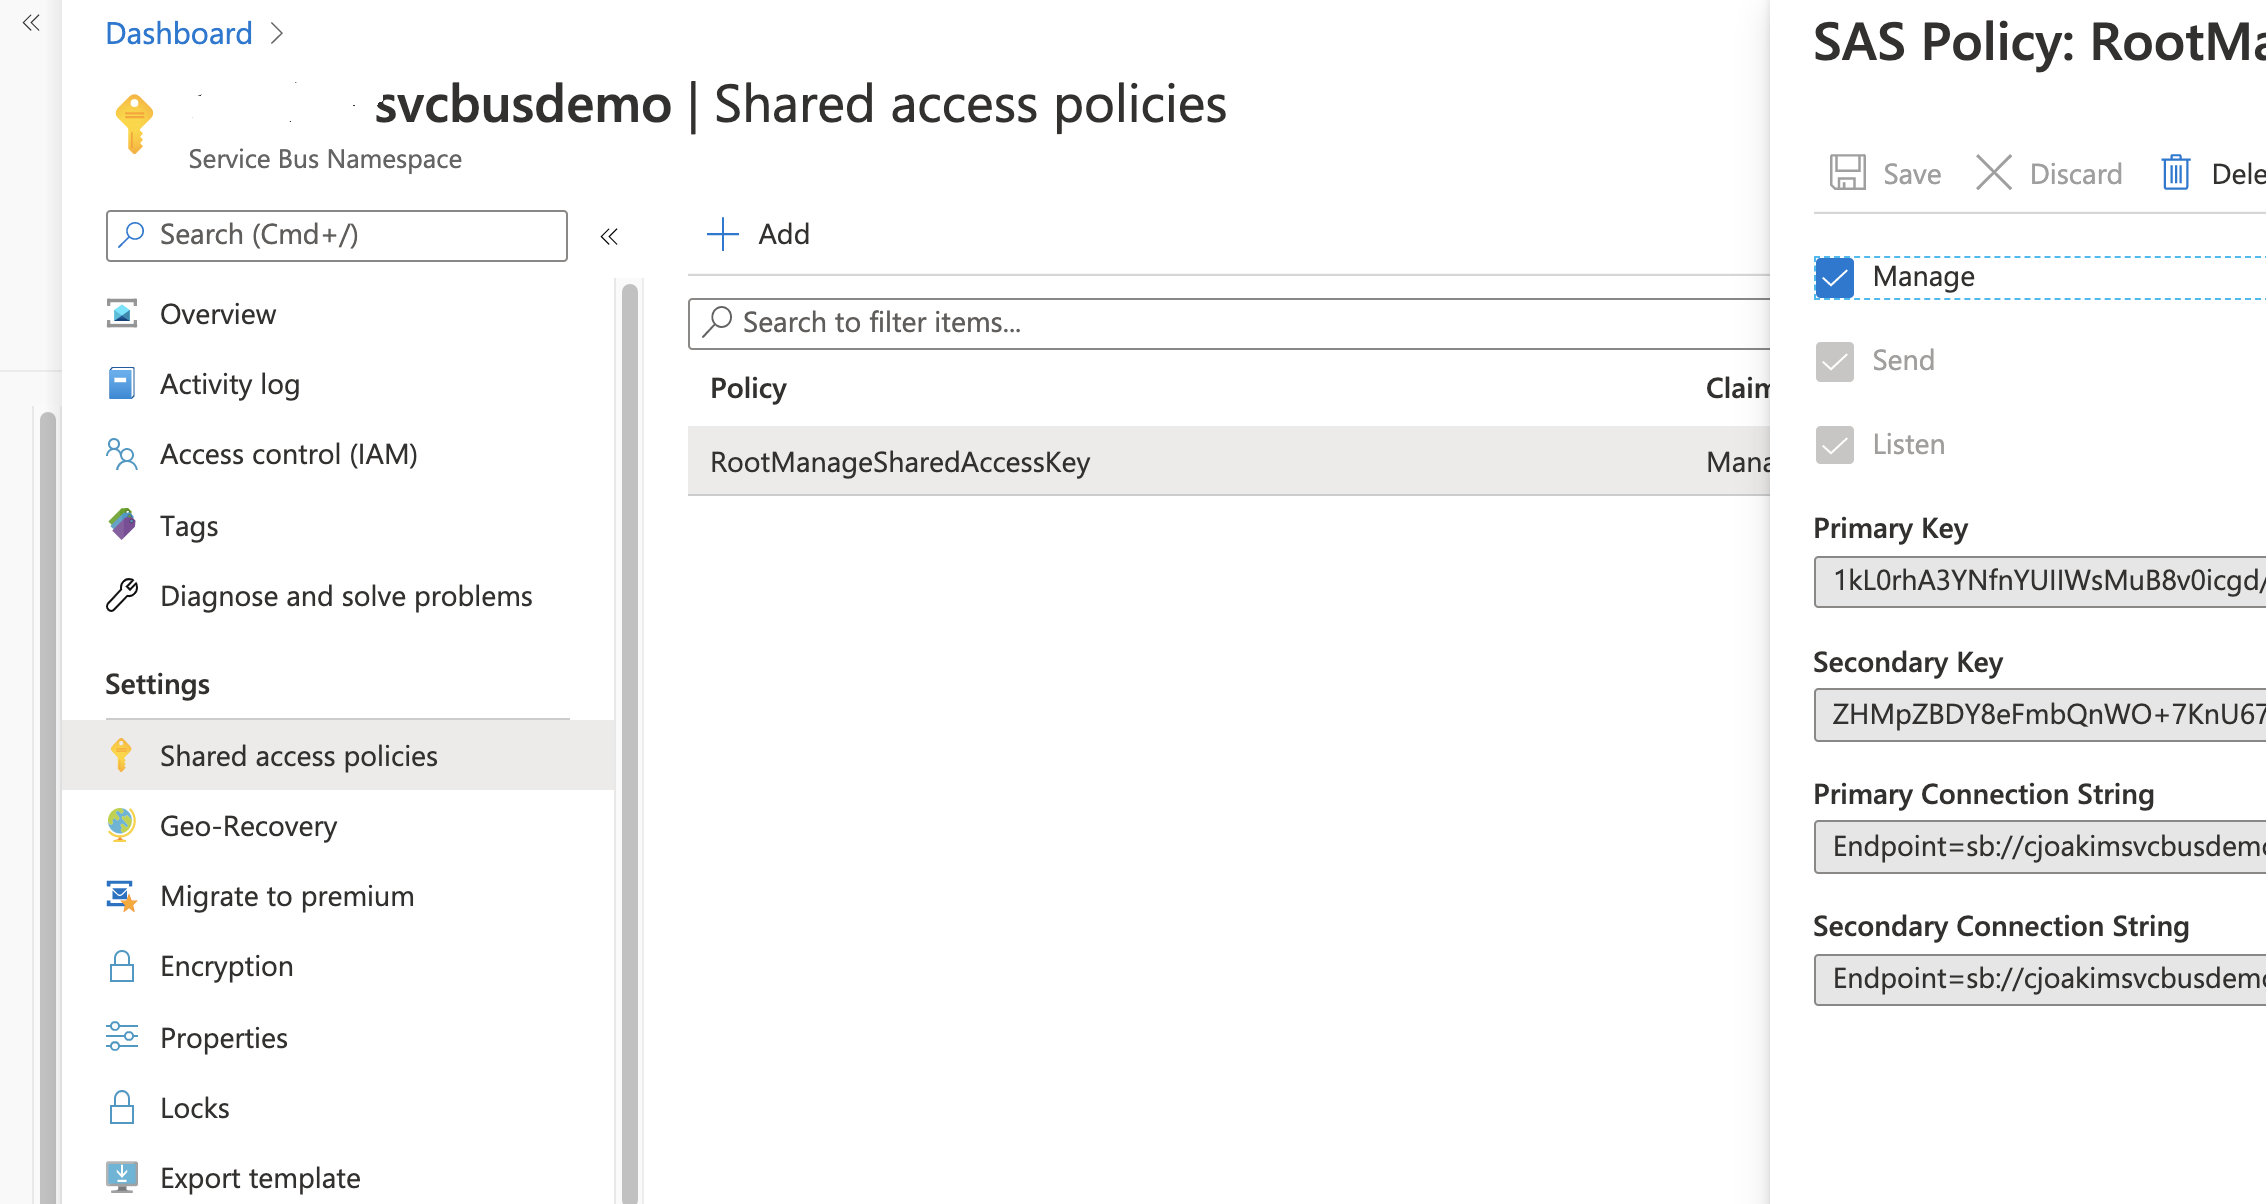 Dashboard
svcbusdemo | Shared access policies
Service Bus Namespace
Search (Cmd+/)
Overview
Activity log
Access control (IAM)
Tags
Diagnose and solve problems
Settings
Shared access policies
Geo-Recovery
Migrate to premium
Encryption
Properties
Locks
Export template
Add
Search to filter items...
Policy Claim
RootManageSharedAccessKey Mana
SAS Policy: RootMa
Save Discard Dele
Manage
Send
Listen
Primary Key
1kL0rhA3YNfnYUIIWsMuB8v0icgd/
Secondary Key
ZHMpZBDY8eFmbQnWO+7KnU67
Primary Connection String
Endpoint=sb://cjoakimsvcbusdemo
Secondary Connection String
Endpoint=sb://cjoakimsvcbusdemo